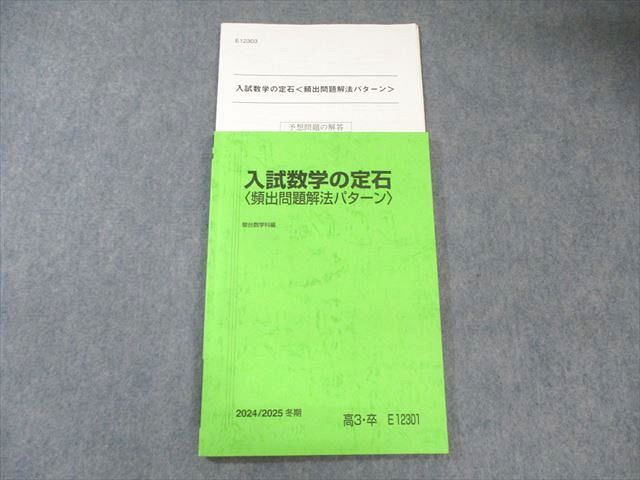 E12303
入試数学の定石<頻出問題解法パターン>
予想問題の解答
入試数学の定石
〈頻出問題解法パターン〉
駿台数学科編
2024/2025 冬期
高3・卒 E12301